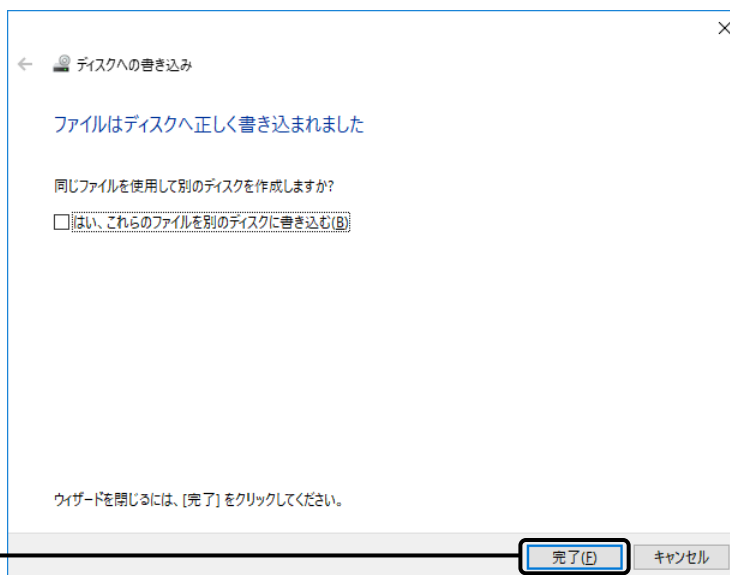 ディスクへの書き込み
ファイルはディスクへ正しく書き込まれました
同じファイルを使用して別のディスクを作成しますか?
はい、これらのファイルを別のディスクに書き込む(B)
ウィザードを閉じるには、[完了] をクリックしてください。
完了(F) キャンセル